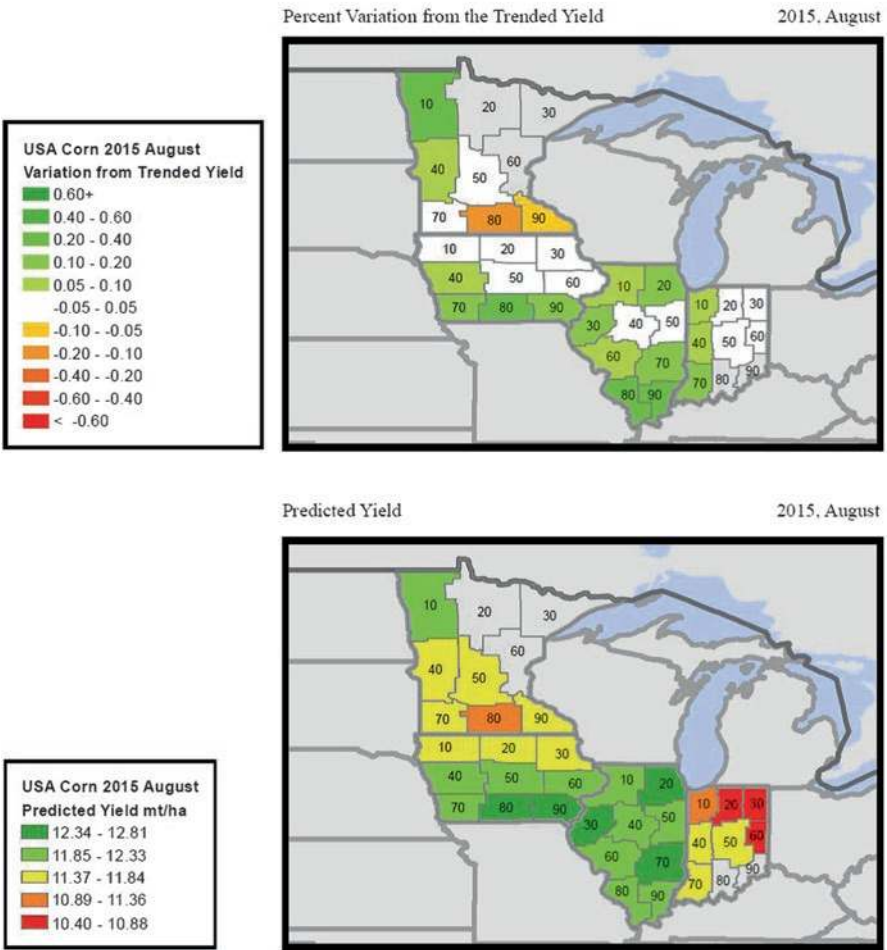 Percent Variation from the Trended Yield 2015, August
USA Corn 2015 August
Variation from Trended Yield
0.60+
0.40 - 0.60
0.20 - 0.40
0.10 - 0.20
0.05 - 0.10
-0.05 - 0.05
-0.10 - -0.05
-0.20 - -0.10
-0.40 - -0.20
-0.60 - -0.40
< -0.60
10 20 30
40 50 60
70 80 90
10 20 30
40 50 60
70 80 90
10 20
30 40 50
60 70
80 90
10 20 30
40 50 60
70 80 90
Predicted Yield 2015, August
USA Corn 2015 August
Predicted Yield mt/ha
12.34 - 12.81
11.85 - 12.33
11.37 - 11.84
10.89 - 11.36
10.40 - 10.88
10 20 30
40 50 60
70 80 90
10 20 30
40 50 60
70 80 90
10 20
30 40 50
60 70
80 90
10 20 30
40 50 60
70 80 90